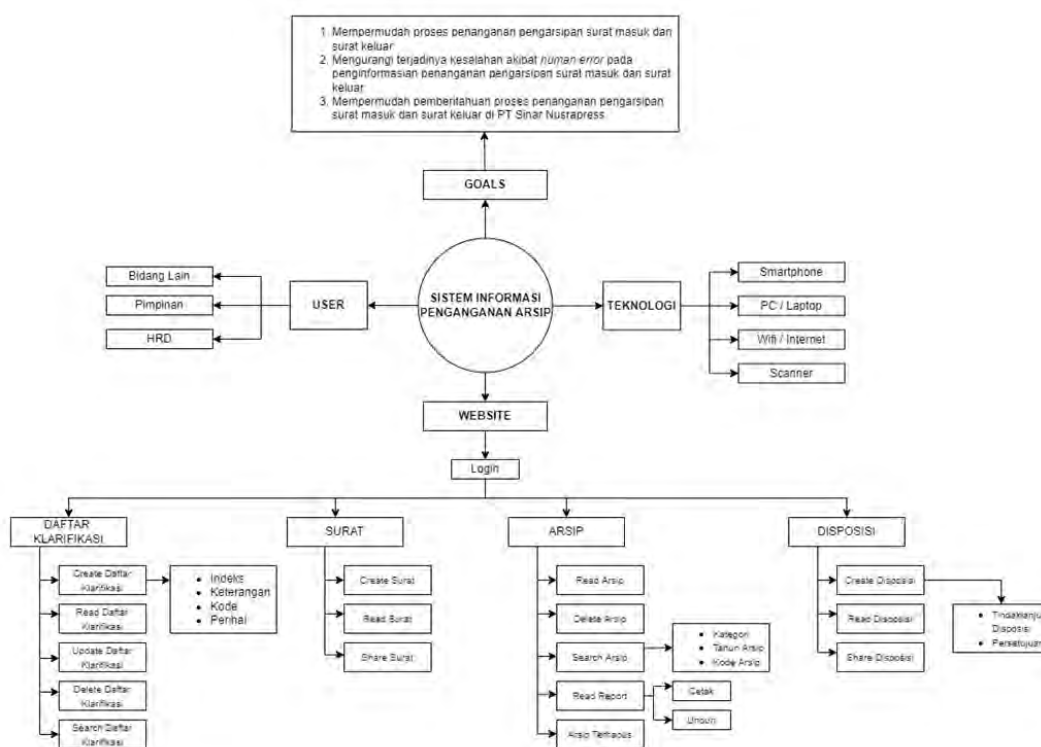 1. Mempermudah proses penanganan pengarsipan surat masuk dan
surat keluar
2. Mengurangi terjadinya kesalahan akibat human error pada
penginformasian penanganan pengarsipan surat masuk dan surat
keluar
3. Mempermudah pemberitahuan proses penanganan pengarsipan
surat masuk dan surat keluar di PT Sinar Nusrapress
GOALS
Bidang Lain
Pimpinan
HRD
USER
SISTEM INFORMASI
PENGANGANAN ARSIP
TEKNOLOGI
Smartphone
PC / Laptop
Wifi / Internet
Scanner
WEBSITE
Login
DAFTAR
KLARIFIKASI
Create Daftar
Klarifikasi
Read Daftar
Klarifikasi
Update Daftar
Klarifikasi
Delete Daftar
Klarifikasi
Search Daftar
Klarifikasi
• Indeks
• Keterangan
• Kode
• Perihal
SURAT
Create Surat
Read Surat
Share Surat
ARSIP
Read Arsip
Delete Arsip
Search Arsip
Read Report
Arsip Terhapus
• Kategori
• Tahun Arsip
• Kode Arsip
Cetak
Unduh
DISPOSISI
Create Disposisi
Read Disposisi
Share Disposisi
• Tindaklanju
Disposisi
• Persetujuan